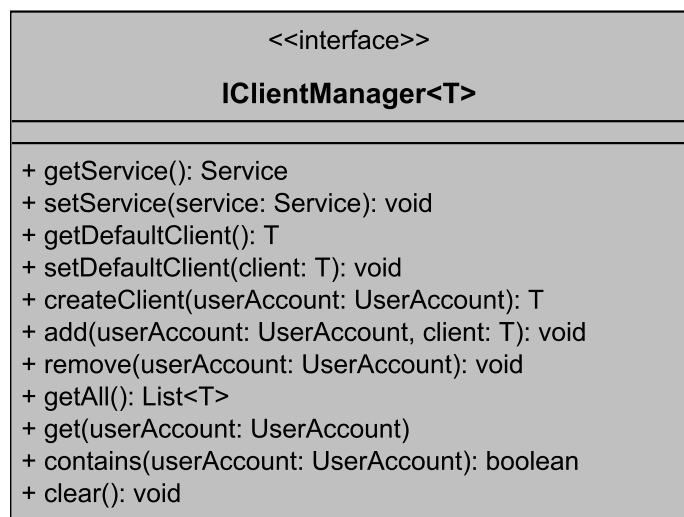 <<interface>>
IClientManager<T>
+ getService(): Service
+ setService(service: Service): void
+ getDefaultClient(): T
+ setDefaultClient(client: T): void
+ createClient(userAccount: UserAccount): T
+ add(userAccount: UserAccount, client: T): void
+ remove(userAccount: UserAccount): void
+ getAll(): List<T>
+ get(userAccount: UserAccount)
+ contains(userAccount: UserAccount): boolean
+ clear(): void